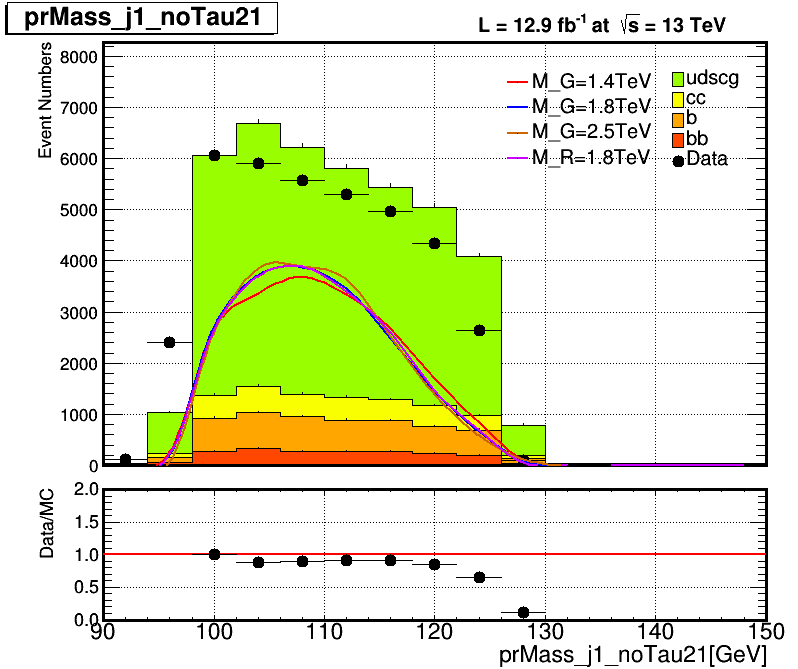 prMass_j1_noTau21
L = 12.9 fb⁻¹ at √s = 13 TeV
Event Numbers
8000
7000
6000
5000
4000
3000
2000
1000
0
M_G=1.4TeV
M_G=1.8TeV
M_G=2.5TeV
M_R=1.8TeV
udscg
cc
b
bb
Data
Data/MC
2.0
1.5
1.0
0.5
0.0
90 100 110 120 130 140 150
prMass_j1_noTau21[GeV]